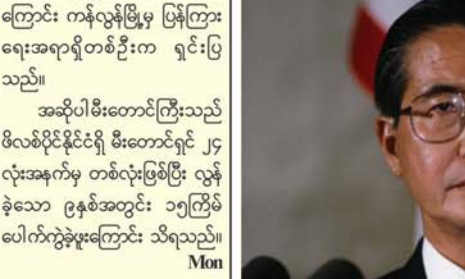 ကြောင်း ကန်လွန်မြို့မှ ပြန်ကြား
ရေးအရာရှိတစ်ဦးက ရှင်းပြ
သည်။
အဆိုပါမီးတောင်ကြီးသည်
ဖိလစ်ပိုင်နိုင်ငံရှိ မီးတောင်ရှင် ၂၄
လုံးအနက်မှ တစ်လုံးဖြစ်ပြီး လွန်
ခဲ့သော ၉နှစ်အတွင်း ၁၅ကြိမ်
ပေါက်ကွဲခဲ့ဖူးကြောင်း သိရသည်။
Mon